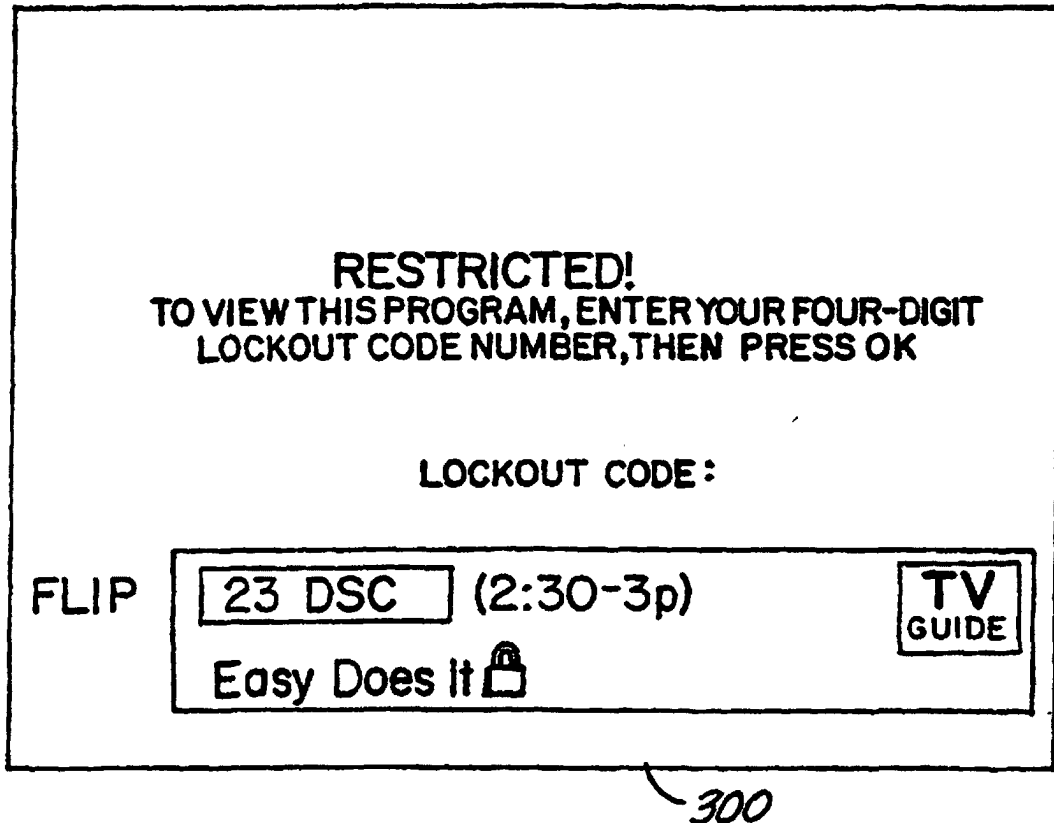 RESTRICTED!
TO VIEW THIS PROGRAM, ENTER YOUR FOUR-DIGIT
LOCKOUT CODE NUMBER, THEN PRESS OK
LOCKOUT CODE:
FLIP 23 DSC (2:30-3p) TV
GUIDE
Easy Does It
300